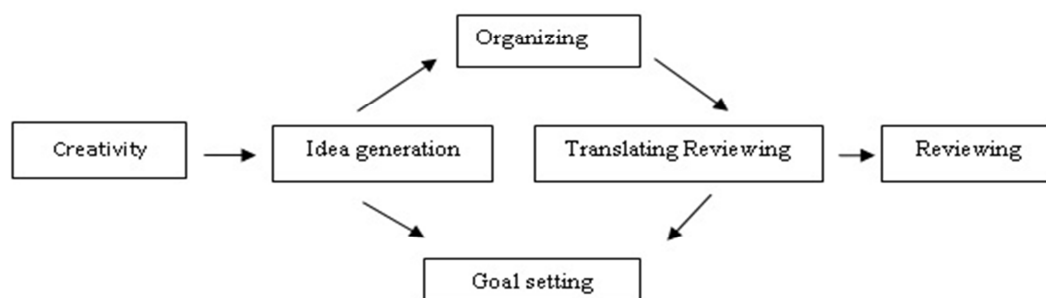 Organizing
Creativity
Idea generation
Translating Reviewing
Reviewing
Goal setting